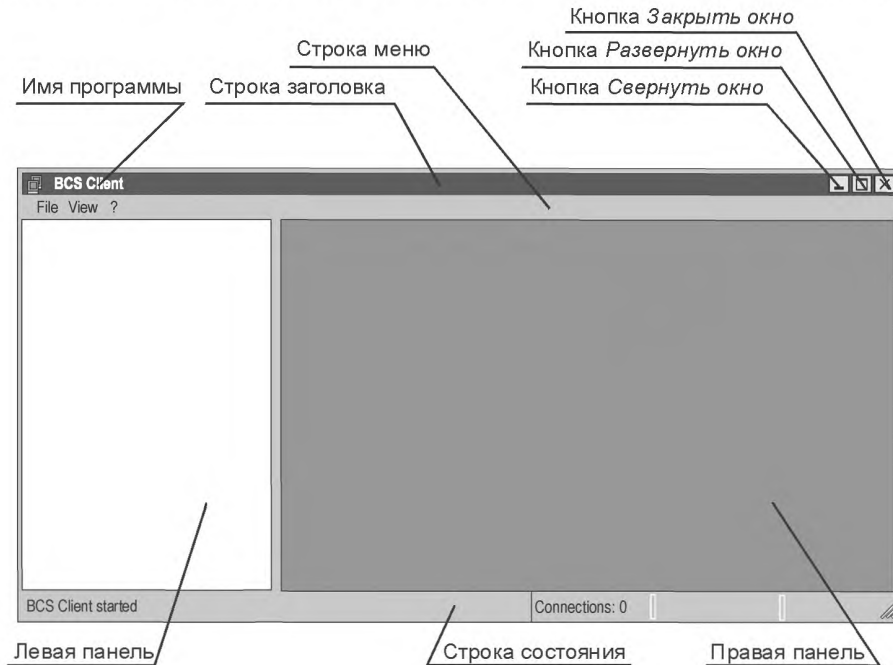 Кнопка Закрыть окно
Строка меню
Кнопка Развернуть окно
Имя программы
Строка заголовка
Кнопка Свернуть окно
BCS Client
File View ?
BCS Client started
Connections: 0
Левая панель
Строка состояния
Правая панель